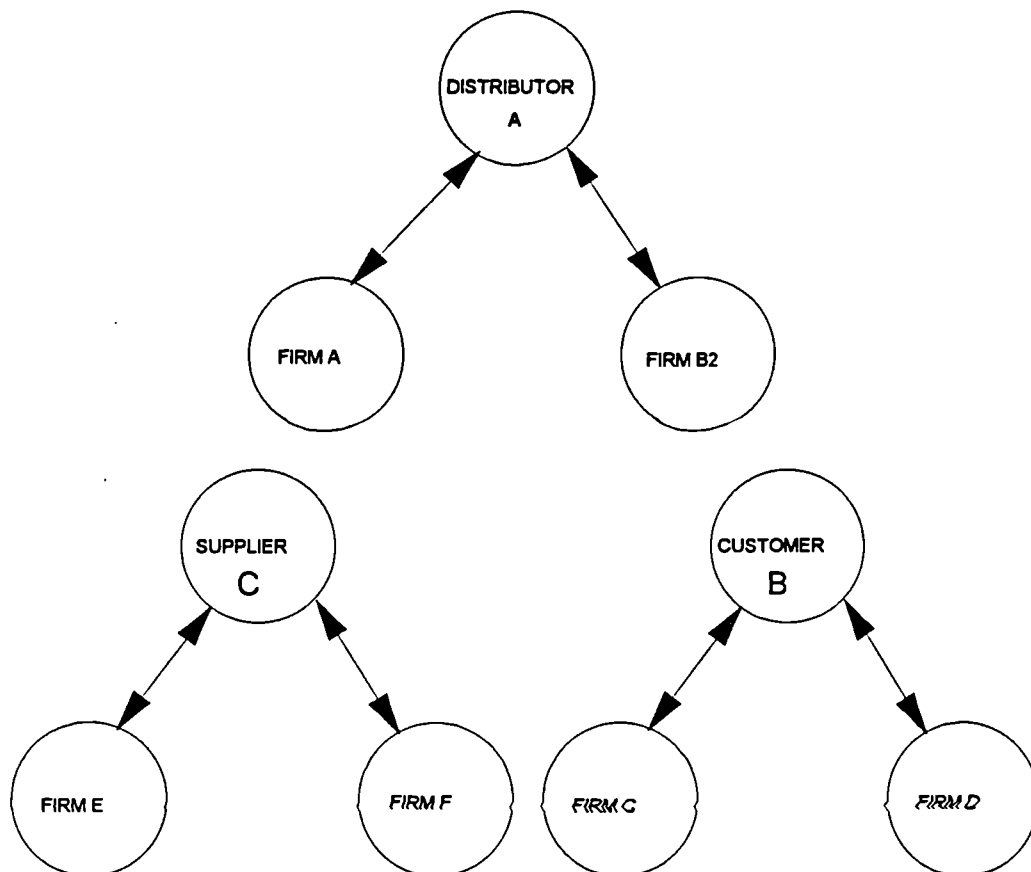 DISTRIBUTOR
A
FIRM A
FIRM B2
SUPPLIER
C
CUSTOMER
B
FIRM E
FIRM F
FIRM C
FIRM D